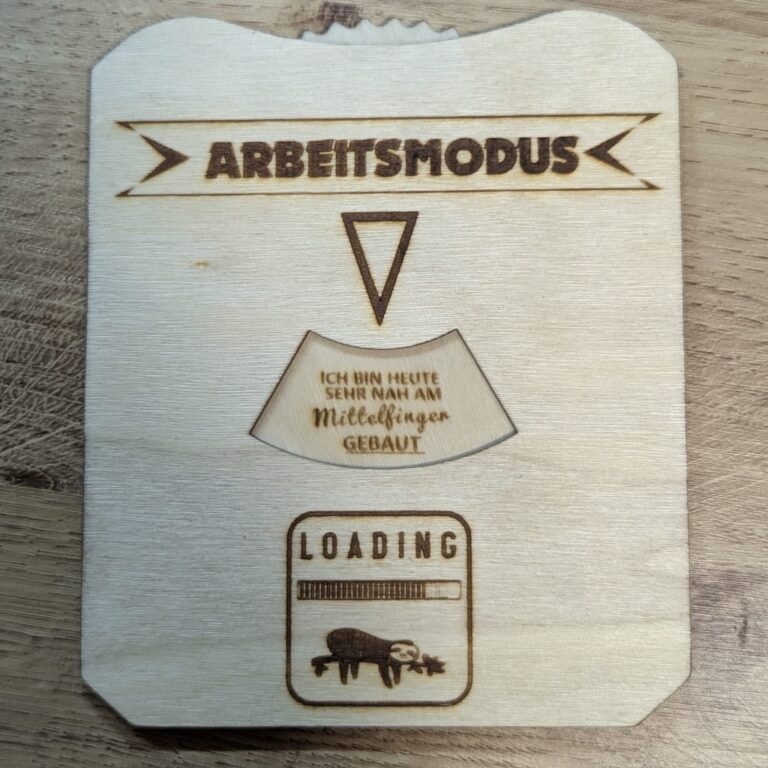 ARBEITSMODUS
ICH BIN HEUTE
SEHR NAH AM
Mittelfinger
GEBAUT
LOADING